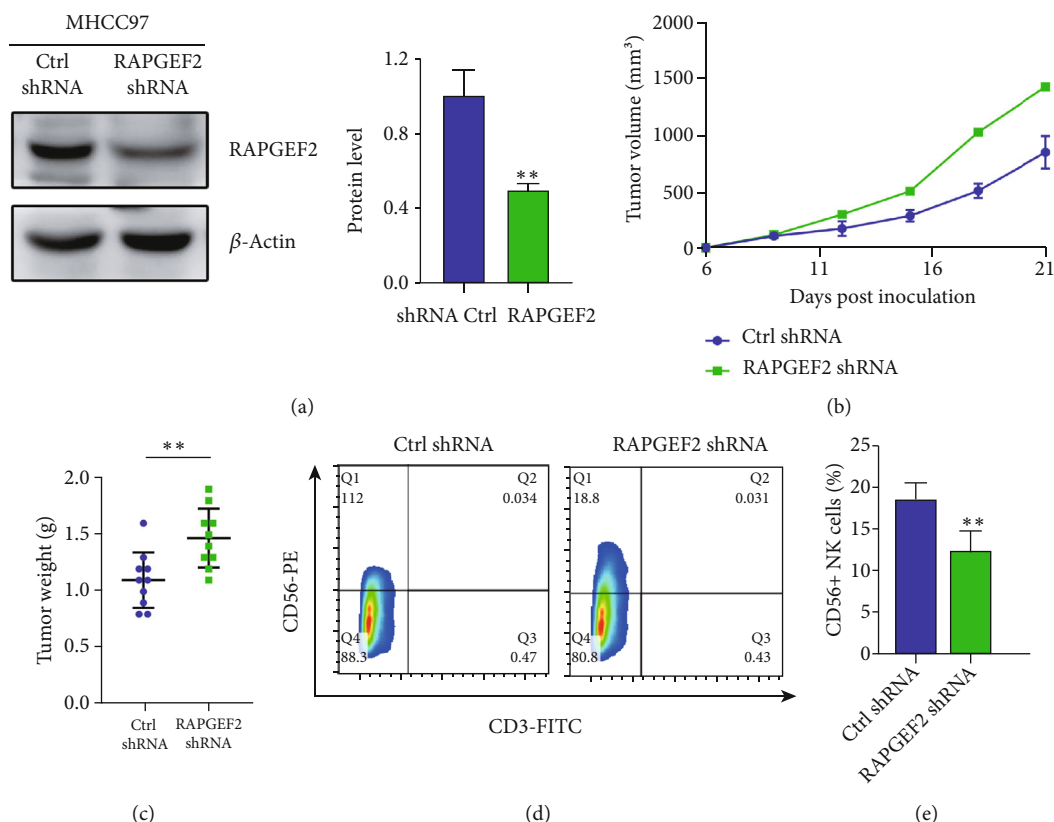 MHCC97
Ctrl
shRNA
RAPGEF2
shRNA
RAPGEF2
β-Actin
Protein level
1.2
0.8
0.4
0.0
**
shRNA Ctrl RAPGEF2
(a)
Tumor volume (mm³)
2000
1500
1000
500
0
6 11 16 21
Days post inoculation
Ctrl shRNA
RAPGEF2 shRNA
(b)
Tumor weight (g)
2.0
1.5
1.0
0.5
0.0
**
Ctrl
shRNA
RAPGEF2
shRNA
(c)
Ctrl shRNA
RAPGEF2 shRNA
CD56-PE
Q1
112
Q2
0.034
Q4
88.3
Q3
0.47
Q1
18.8
Q2
0.031
Q4
80.8
Q3
0.43
CD3-FITC
(d)
CD56+ NK cells (%)
25
20
15
10
5
0
**
Ctrl shRNA
RAPGEF2 shRNA
(e)